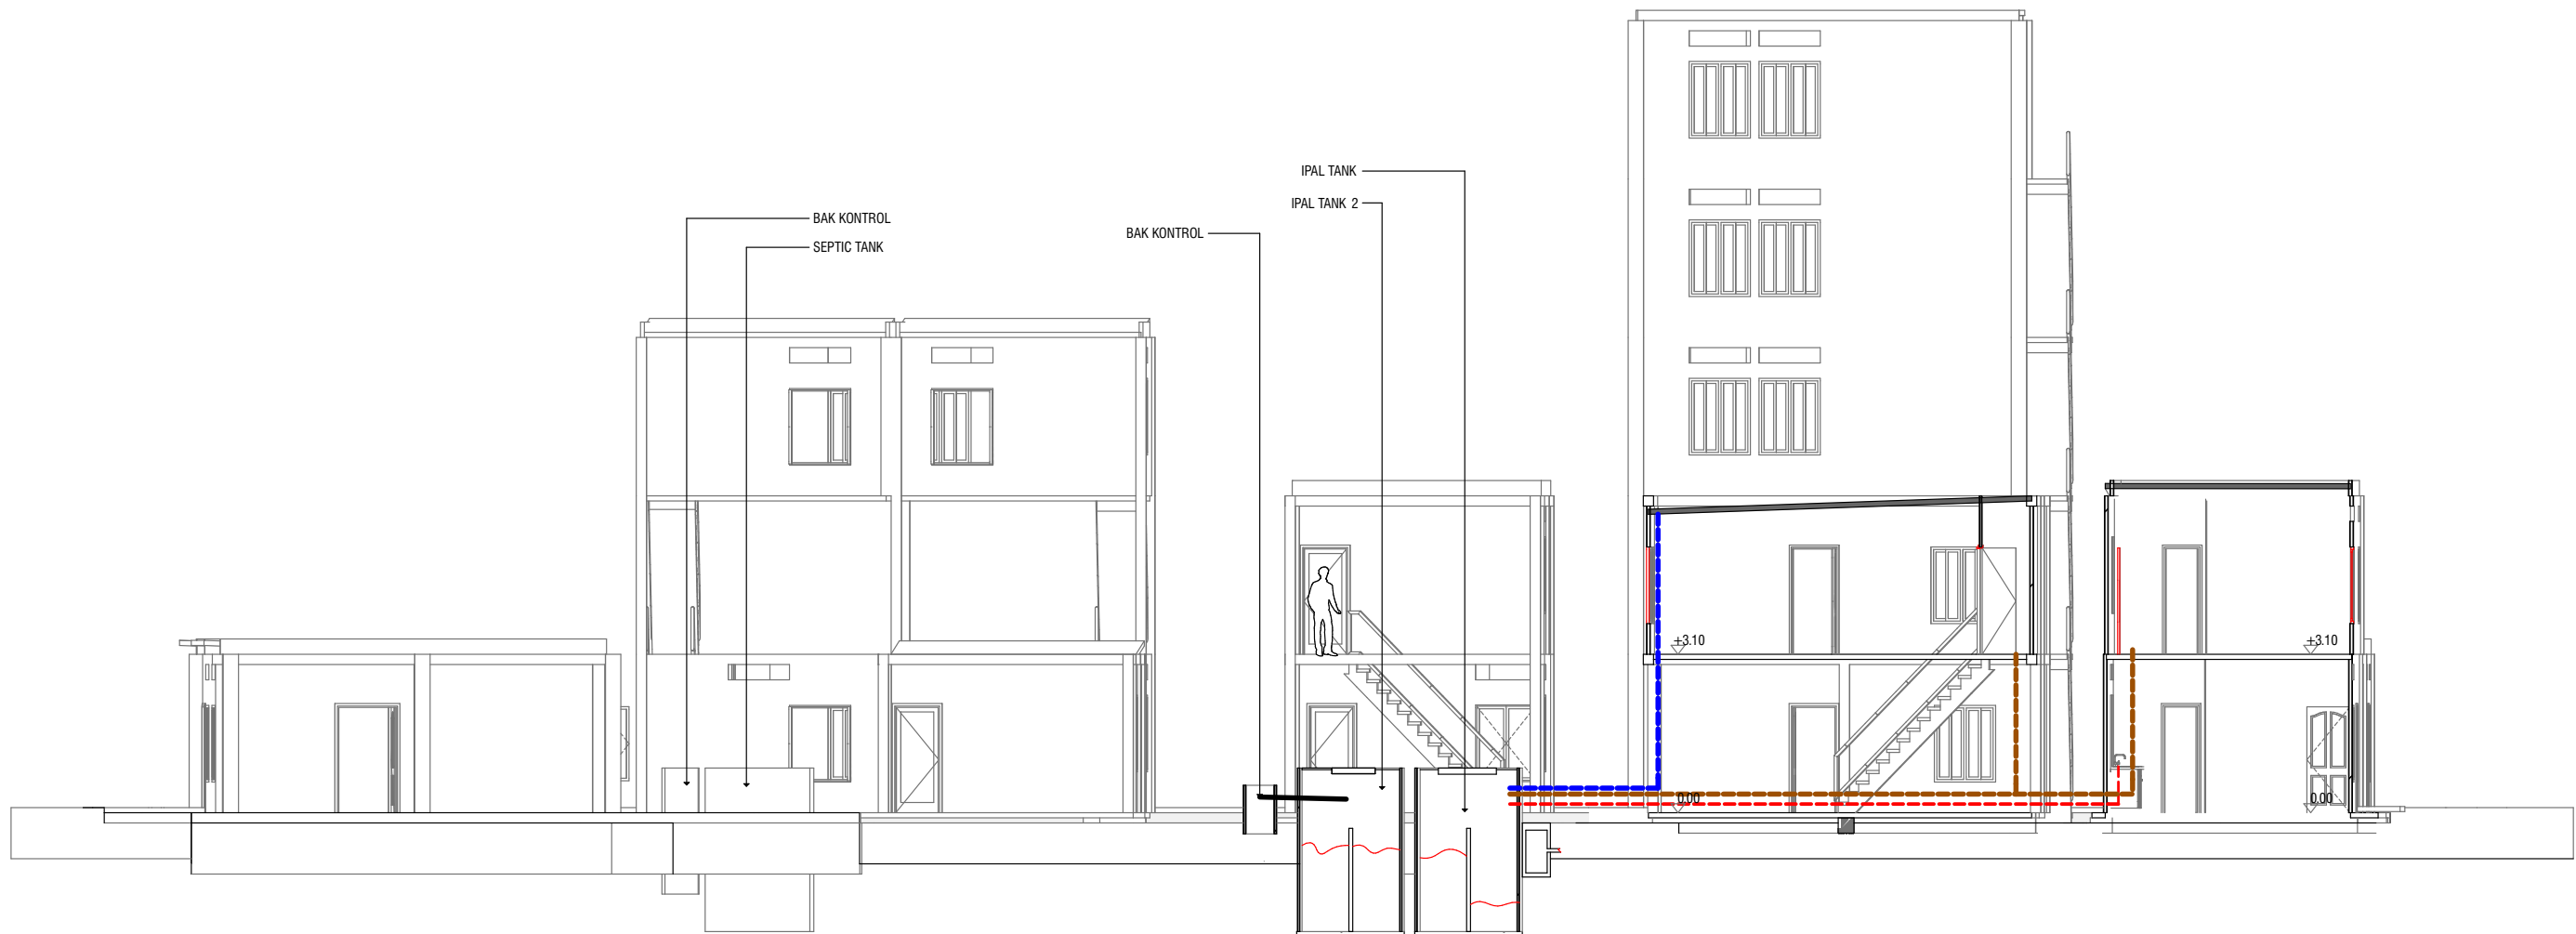 IPAL TANK
IPAL TANK 2
BAK KONTROL
BAK KONTROL
SEPTIC TANK
+3.10
+3.10
0.00
0.00